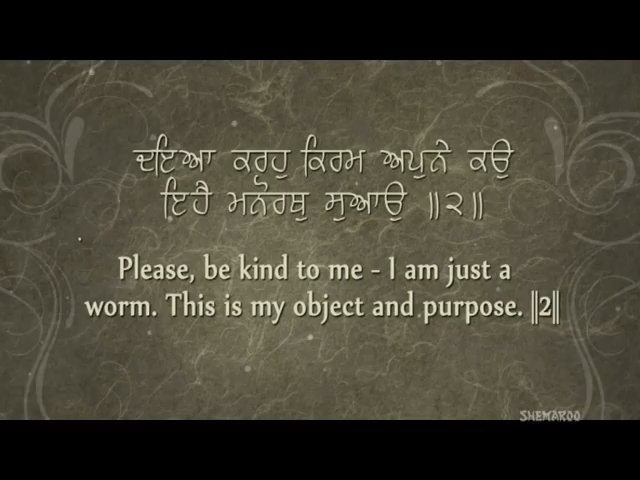 ਦਇਆ ਕਰਹੁ ਕਿਰਮ ਅਪੁਨੇ ਕਉ
ਇਹੈ ਮਨੋਰਥੁ ਸੁਆਉ ॥੨॥
Please, be kind to me - I am just a
worm. This is my object and purpose. ||2||
SHEMAROO